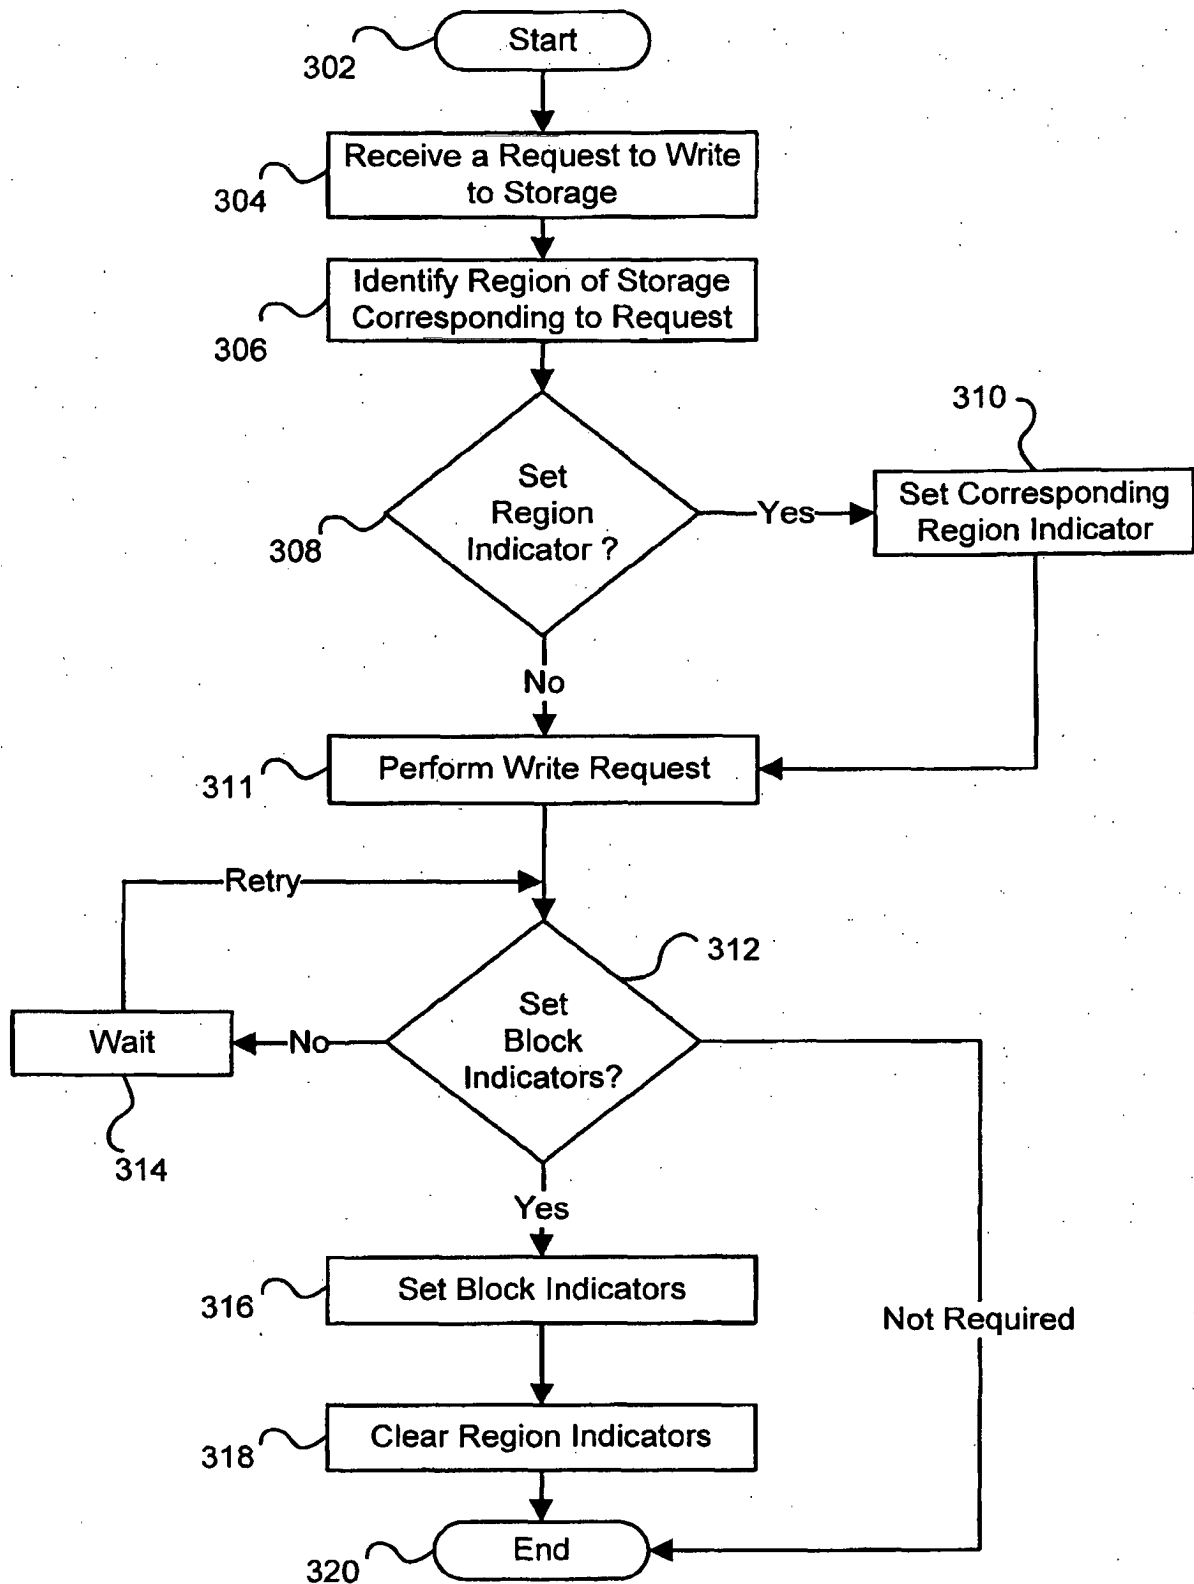 Start
302
Receive a Request to Write
to Storage
304
Identify Region of Storage
Corresponding to Request
306
310
Set
Region
Indicator ?
308
Yes
Set Corresponding
Region Indicator
No
Perform Write Request
311
Retry
312
Set
Block
Indicators?
No
Wait
314
Yes
Set Block Indicators
316
Not Required
Clear Region Indicators
318
End
320